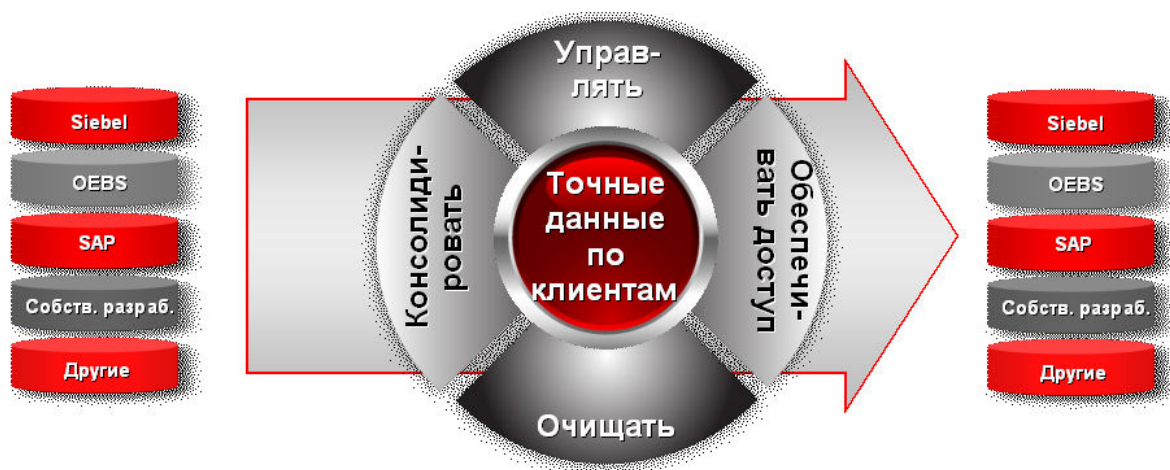 Siebel
OEBS
SAP
Собств. разраб.
Другие
Управ-
лять
Консолиди-
ровать
Точные
данные
по
клиентам
Обеспечи-
вать доступ
Очищать
Siebel
OEBS
SAP
Собств. разраб.
Другие